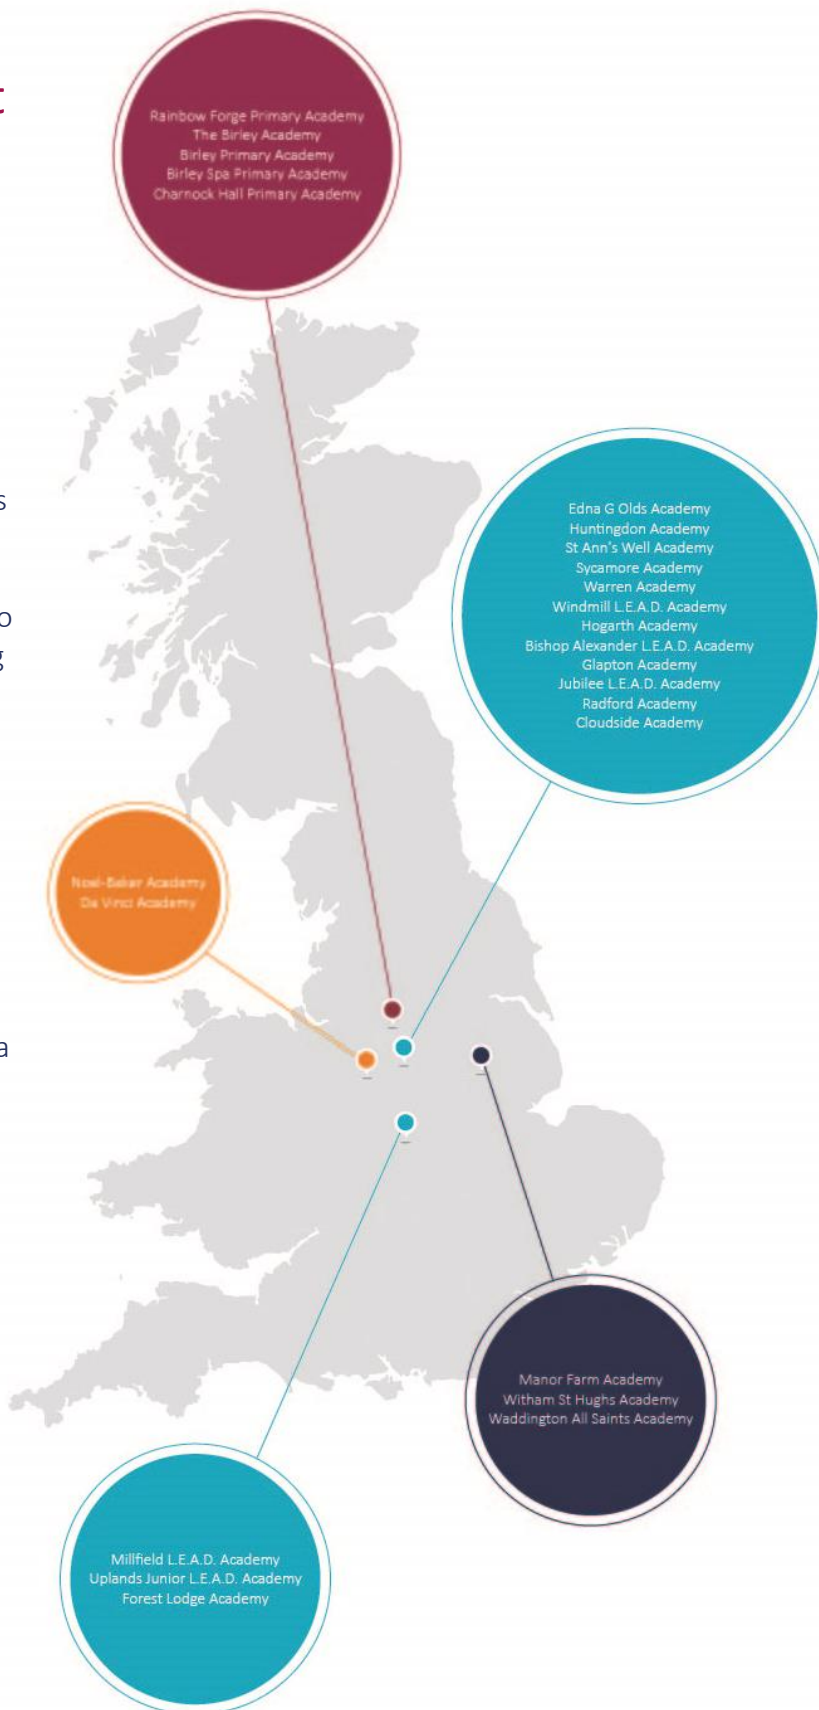 t
Rainbow Forge Primary Academy
The Birley Academy
Birley Primary Academy
Birley Spa Primary Academy
Charnock Hall Primary Academy
s
o
g
Edna G Olds Academy
Huntingdon Academy
St Ann's Well Academy
Sycamore Academy
Warren Academy
Windmill L.E.A.D. Academy
Hogarth Academy
Bishop Alexander L.E.A.D. Academy
Glapton Academy
Jubilee L.E.A.D. Academy
Radford Academy
Cloudside Academy
Noel-Baker Academy
Da Vinci Academy
a
Manor Farm Academy
Witham St Hughs Academy
Waddington All Saints Academy
Millfield L.E.A.D. Academy
Uplands Junior L.E.A.D. Academy
Forest Lodge Academy